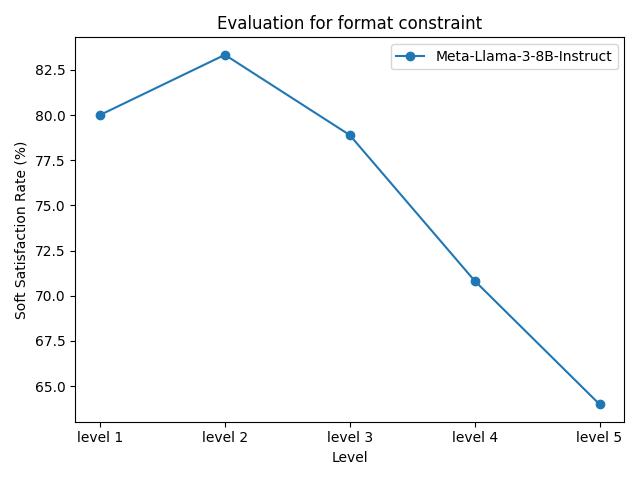 Evaluation for format constraint
Meta-Llama-3-8B-Instruct
Soft Satisfaction Rate (%)
82.5
80.0
77.5
75.0
72.5
70.0
67.5
65.0
level 1 level 2 level 3 level 4 level 5
Level